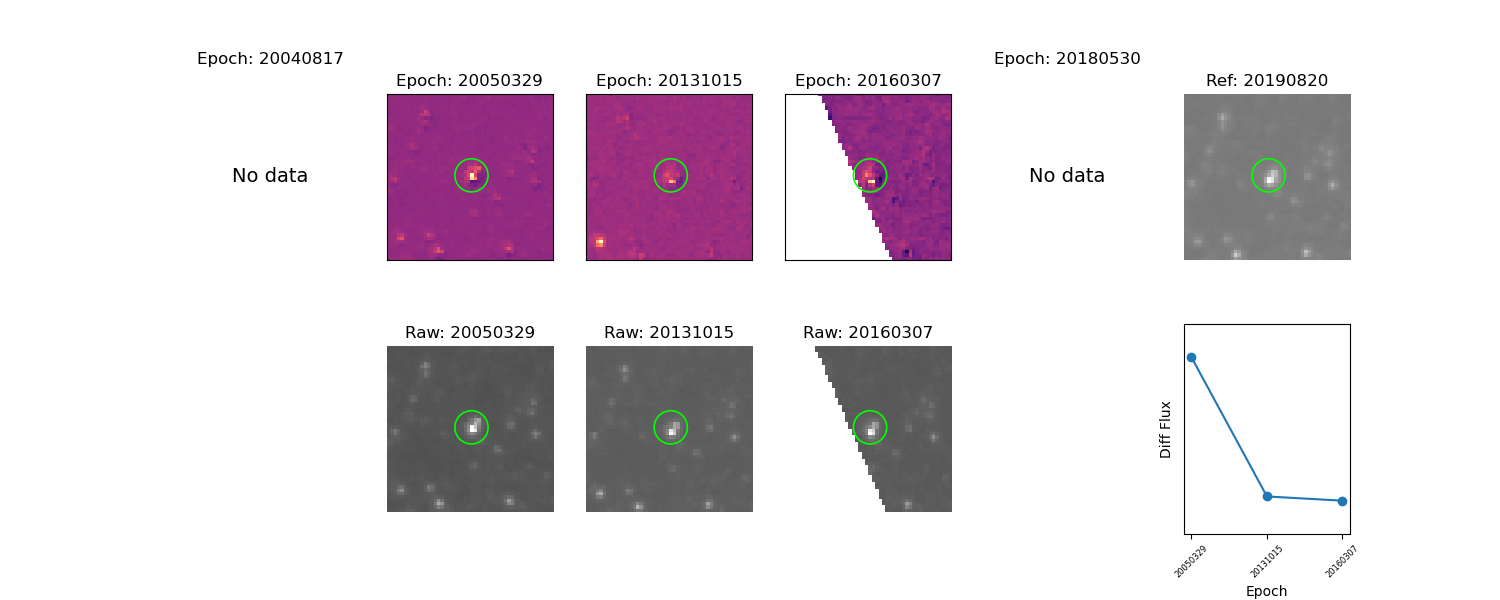 Epoch: 20040817
Epoch: 20180530
Epoch: 20050329
Epoch: 20131015
Epoch: 20160307
Ref: 20190820
No data
No data
Raw: 20050329
Raw: 20131015
Raw: 20160307
Diff Flux
20050329
20131015
20160307
Epoch